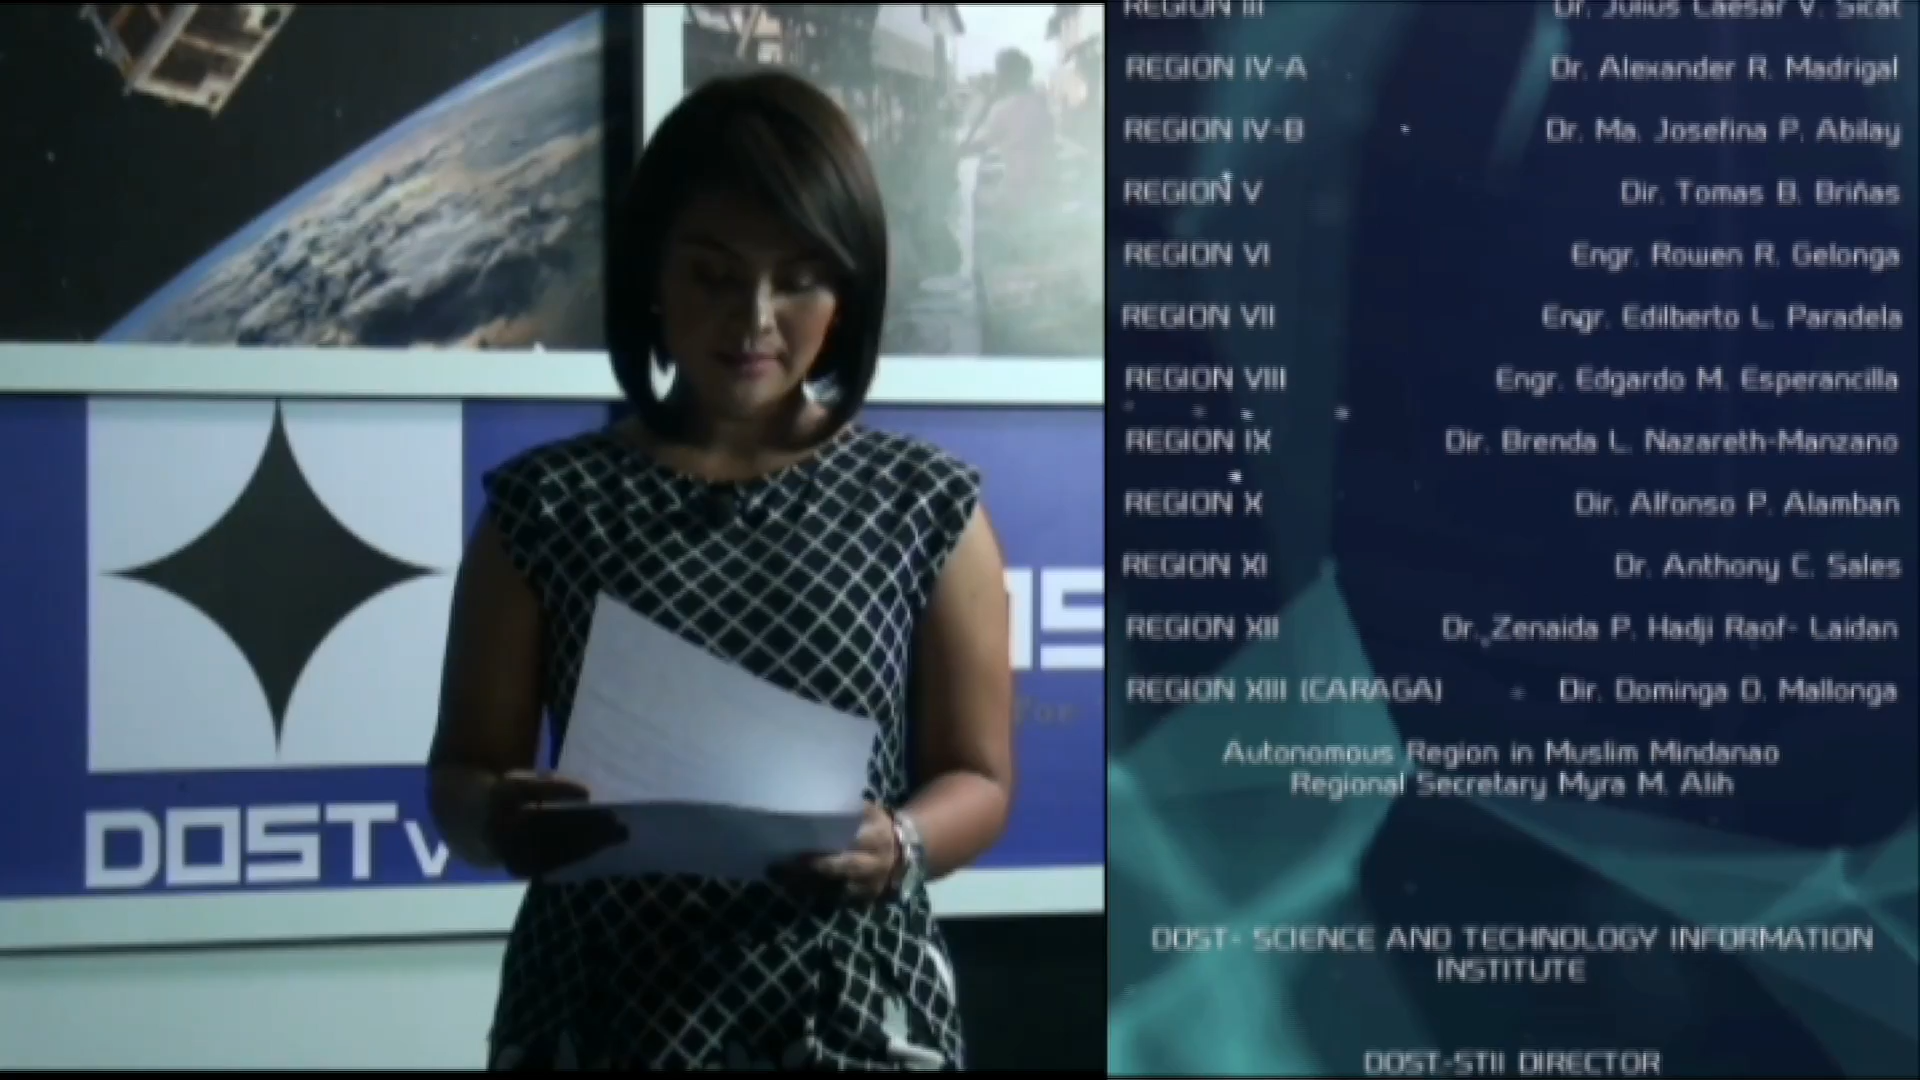 DOSTv
REGION III Dr. Julius Caesar V. Sicat
REGION IV-A Dr. Alexander R. Madrigal
REGION IV-B Dr. Ma. Josefina P. Abilay
REGION V Dir. Tomas B. Briñas
REGION VI Engr. Rowen R. Gelonga
REGION VII Engr. Edilberto L. Paradela
REGION VIII Engr. Edgardo M. Esperancilla
REGION IX Dir. Brenda L. Nazareth-Manzano
REGION X Dir. Alfonso P. Alamban
REGION XI Dr. Anthony C. Sales
REGION XII Dr. Zenaida P. Hadji Raof- Laidan
REGION XIII (CARAGA) Dir. Dominga D. Mallonga
Autonomous Region in Muslim Mindanao
Regional Secretary Myra M. Alih
DOST- SCIENCE AND TECHNOLOGY INFORMATION
INSTITUTE
DOST-STII DIRECTOR